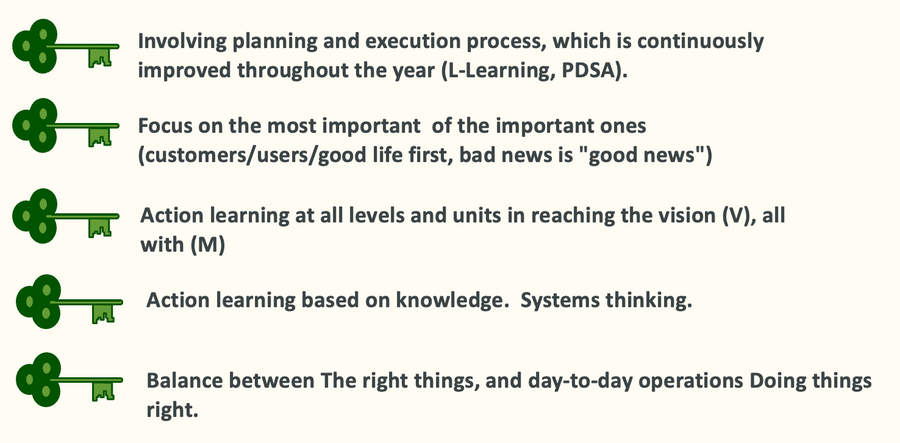 Involving planning and execution process, which is continuously
improved throughout the year (L-Learning, PDSA).
Focus on the most important  of the important ones
(customers/users/good life first, bad news is "good news")
Action learning at all levels and units in reaching the vision (V), all
with (M)
Action learning based on knowledge.  Systems thinking.
Balance between The right things, and day-to-day operations Doing things
right.